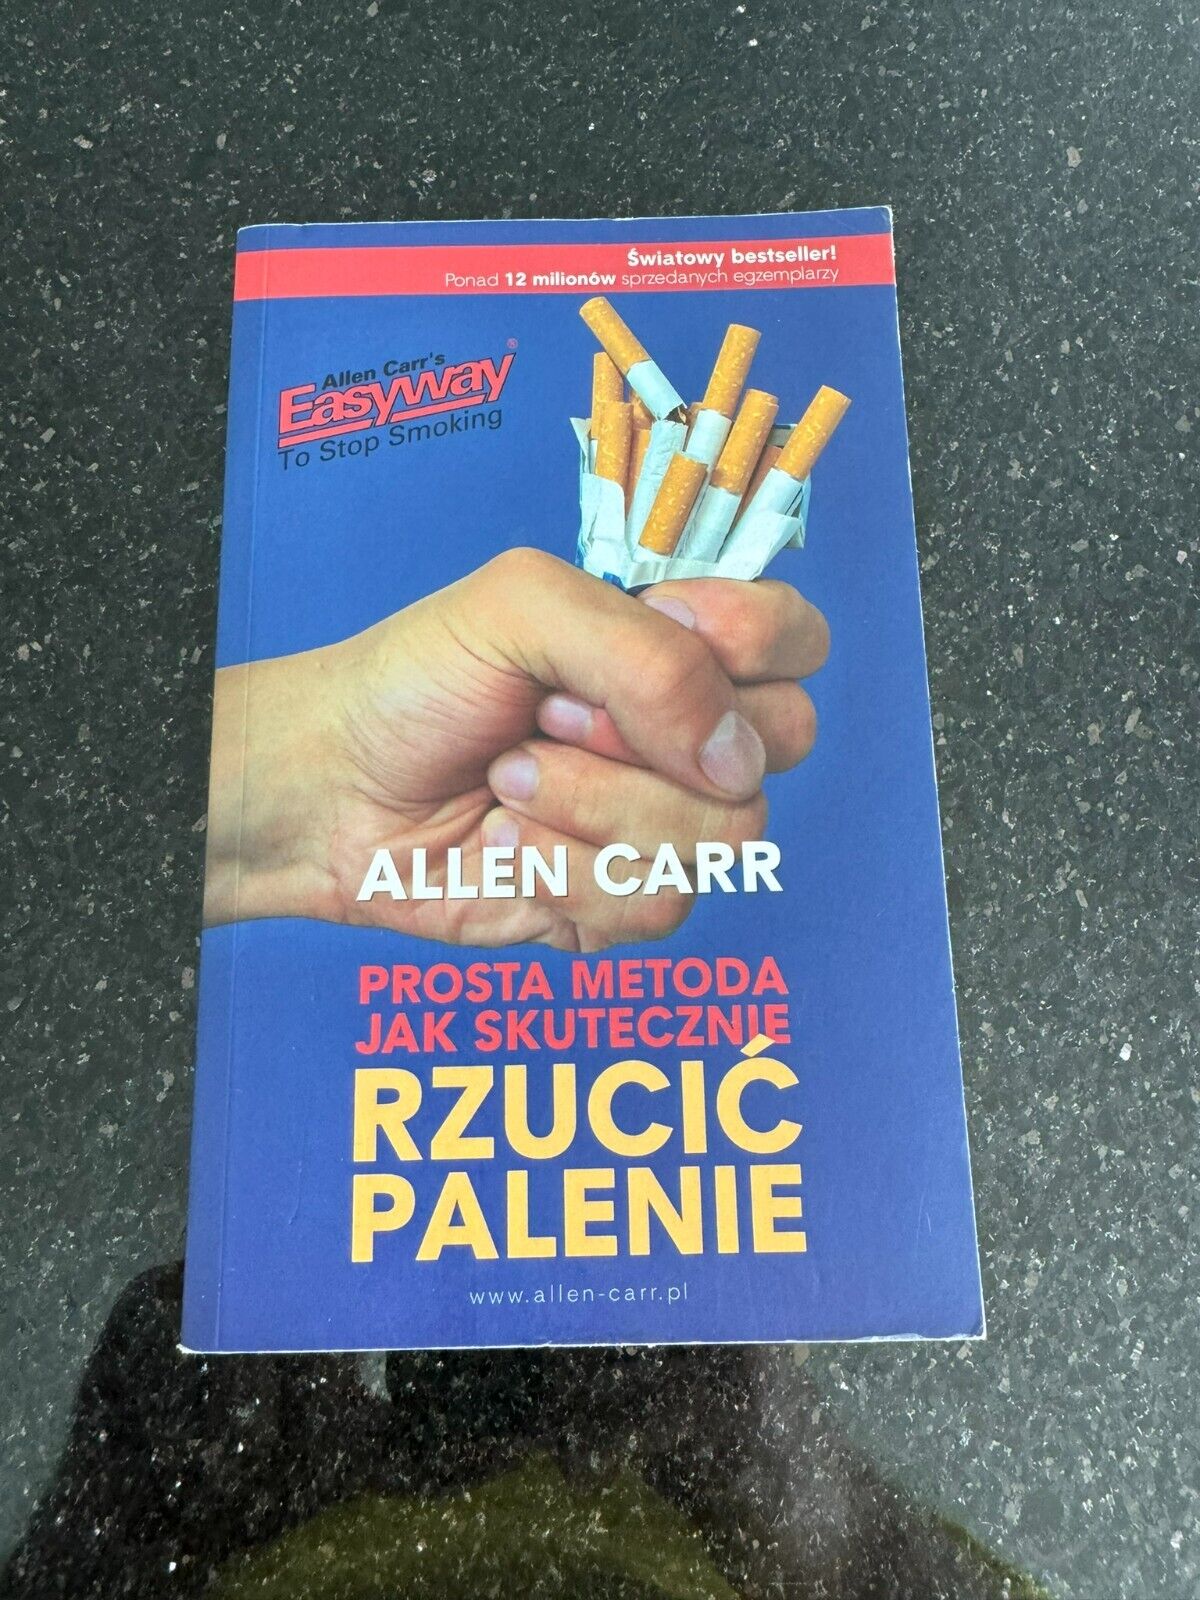 Światowy bestseller!
Ponad 12 milionów sprzedanych egzemplarzy
Allen Carr's
Easyway®
To Stop Smoking
ALLEN CARR
PROSTA METODA
JAK SKUTECZNIE
RZUCIĆ
PALENIE
www.allen-carr.pl